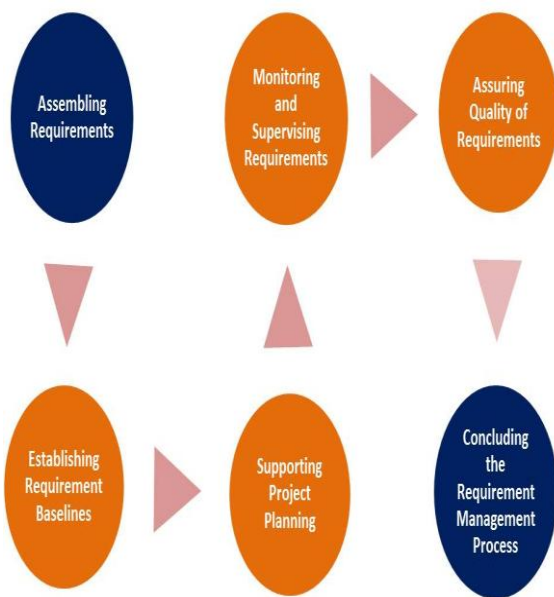 Assembling
Requirements
Establishing
Requirement
Baselines
Supporting
Project
Planning
Monitoring
and
Supervising
Requirements
Assuring
Quality of
Requirements
Concluding
the
Requirement
Management
Process